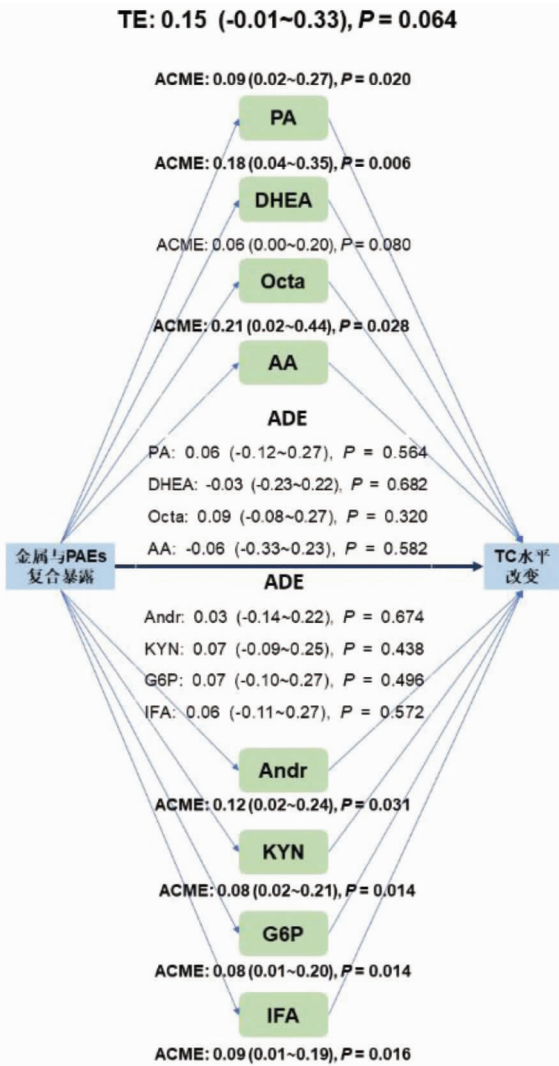 TE: 0.15 (-0.01~0.33), P = 0.064
ACME: 0.09 (0.02~0.27), P = 0.020
PA
ACME: 0.18 (0.04~0.35), P = 0.006
DHEA
ACME: 0.06 (0.00~0.20), P = 0.080
Octa
ACME: 0.21 (0.02~0.44), P = 0.028
AA
ADE
PA: 0.06 (-0.12~0.27), P = 0.564
DHEA: -0.03 (-0.23~0.22), P = 0.682
Octa: 0.09 (-0.08~0.27), P = 0.320
AA: -0.06 (-0.33~0.23), P = 0.582
金属与PAEs
复合暴露
TC水平
改变
ADE
Andr: 0.03 (-0.14~0.22), P = 0.674
KYN: 0.07 (-0.09~0.25), P = 0.438
G6P: 0.07 (-0.10~0.27), P = 0.496
IFA: 0.06 (-0.11~0.27), P = 0.572
Andr
ACME: 0.12 (0.02~0.24), P = 0.031
KYN
ACME: 0.08 (0.02~0.21), P = 0.014
G6P
ACME: 0.08 (0.01~0.20), P = 0.014
IFA
ACME: 0.09 (0.01~0.19), P = 0.016